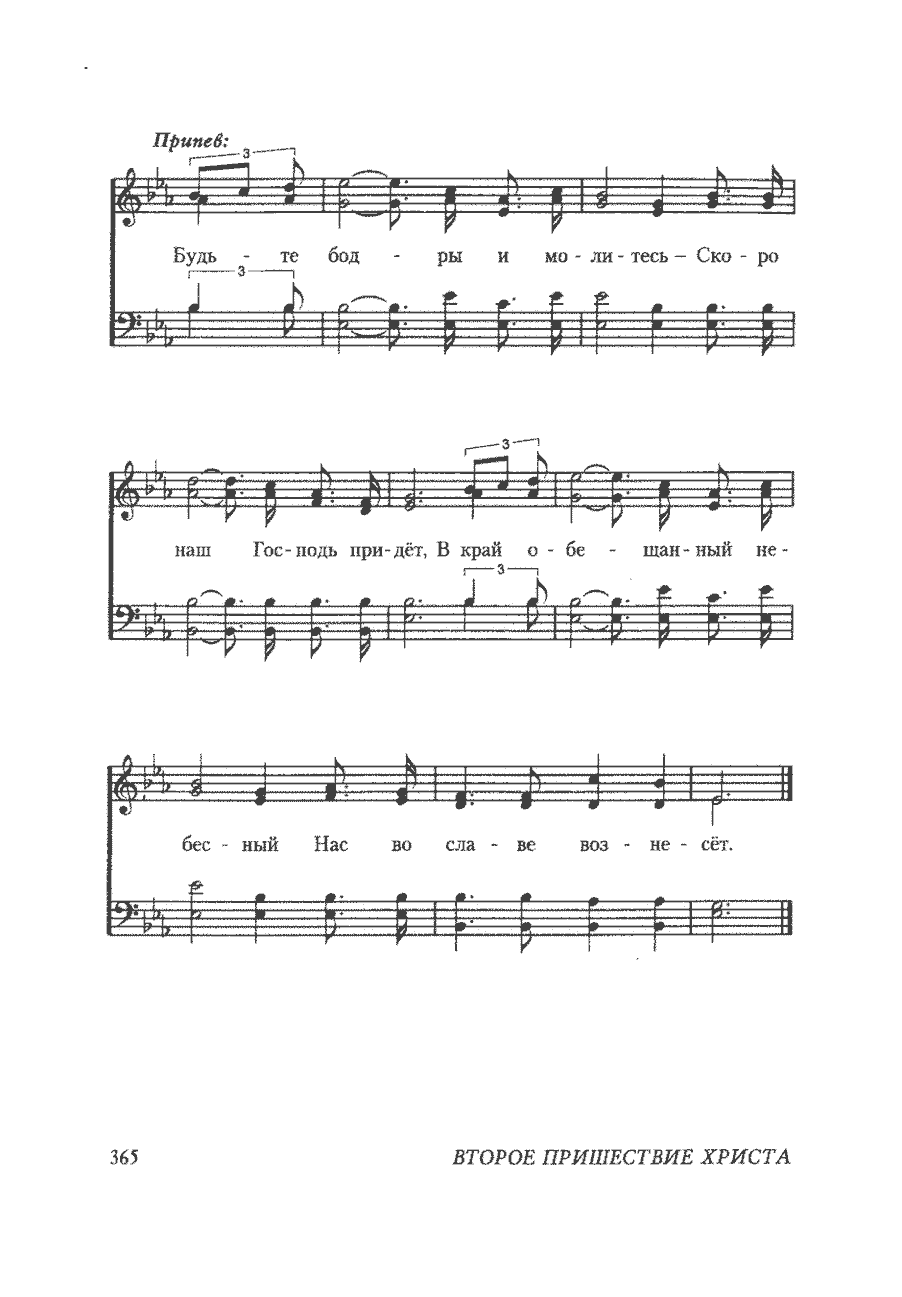 Припев:
3
Будь - те бод - ры и мо - ли - тесь – Ско - ро
3
3
наш Гос - подь при - дёт, В край о - бе - щан - ный не -
3
бес - ный Нас во сла - ве воз - не - сёт.
365 ВТОРОЕ ПРИШЕСТВИЕ ХРИСТА